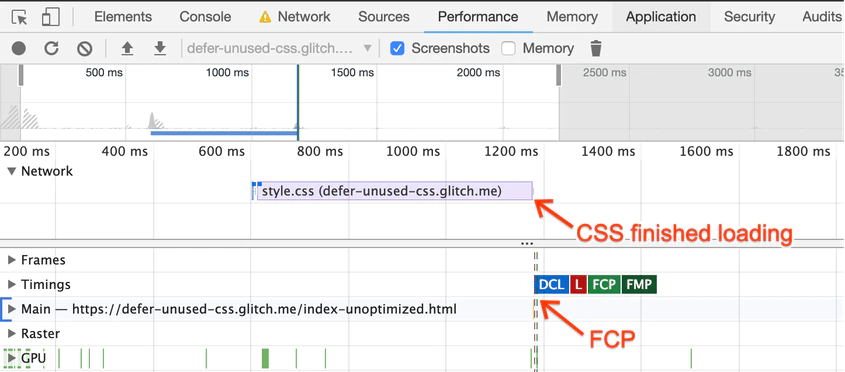 Elements Console Network Sources Performance Memory Application Security Audits
defer-unused-css.glitch.... Screenshots Memory
500 ms 1000 ms 1500 ms 2000 ms 2500 ms 3000 ms 35
200 ms 400 ms 600 ms 800 ms 1000 ms 1200 ms 1400 ms 1600 ms 1800 ms
Network
style.css (defer-unused-css.glitch.me)
CSS finished loading
...
Frames
Timings DCL L FCP FMP
Main — https://defer-unused-css.glitch.me/index-unoptimized.html
Raster
FCP
GPU